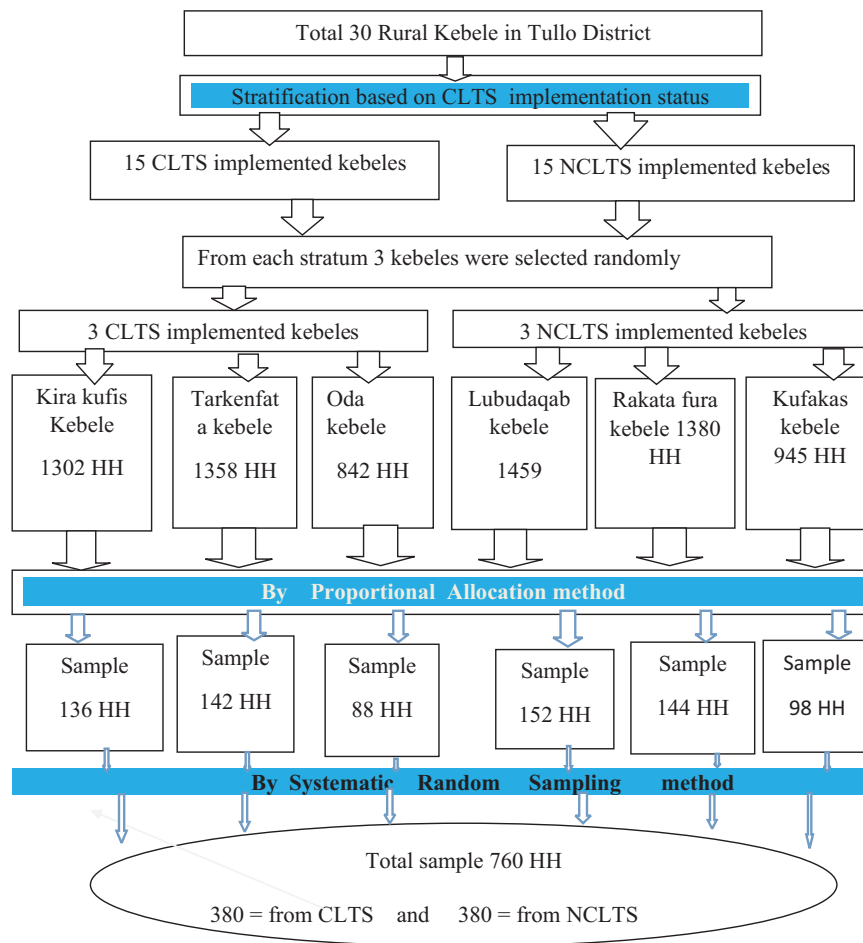 Total 30 Rural Kebele in Tullo District
Stratification based on CLTS implementation status
15 CLTS implemented kebeles
15 NCLTS implemented kebeles
From each stratum 3 kebeles were selected randomly
3 CLTS implemented kebeles
3 NCLTS implemented kebeles
Kira kufis
Kebele
1302 HH
Tarkenfat
a kebele
1358 HH
Oda
kebele
842 HH
Lubudaqab
kebele
1459
Rakata fura
kebele 1380
HH
Kufakas
kebele
945 HH
By Proportional Allocation method
Sample
136 HH
Sample
142 HH
Sample
88 HH
Sample
152 HH
Sample
144 HH
Sample
98 HH
By Systematic Random Sampling method
Total sample 760 HH
380 = from CLTS and 380 = from NCLTS